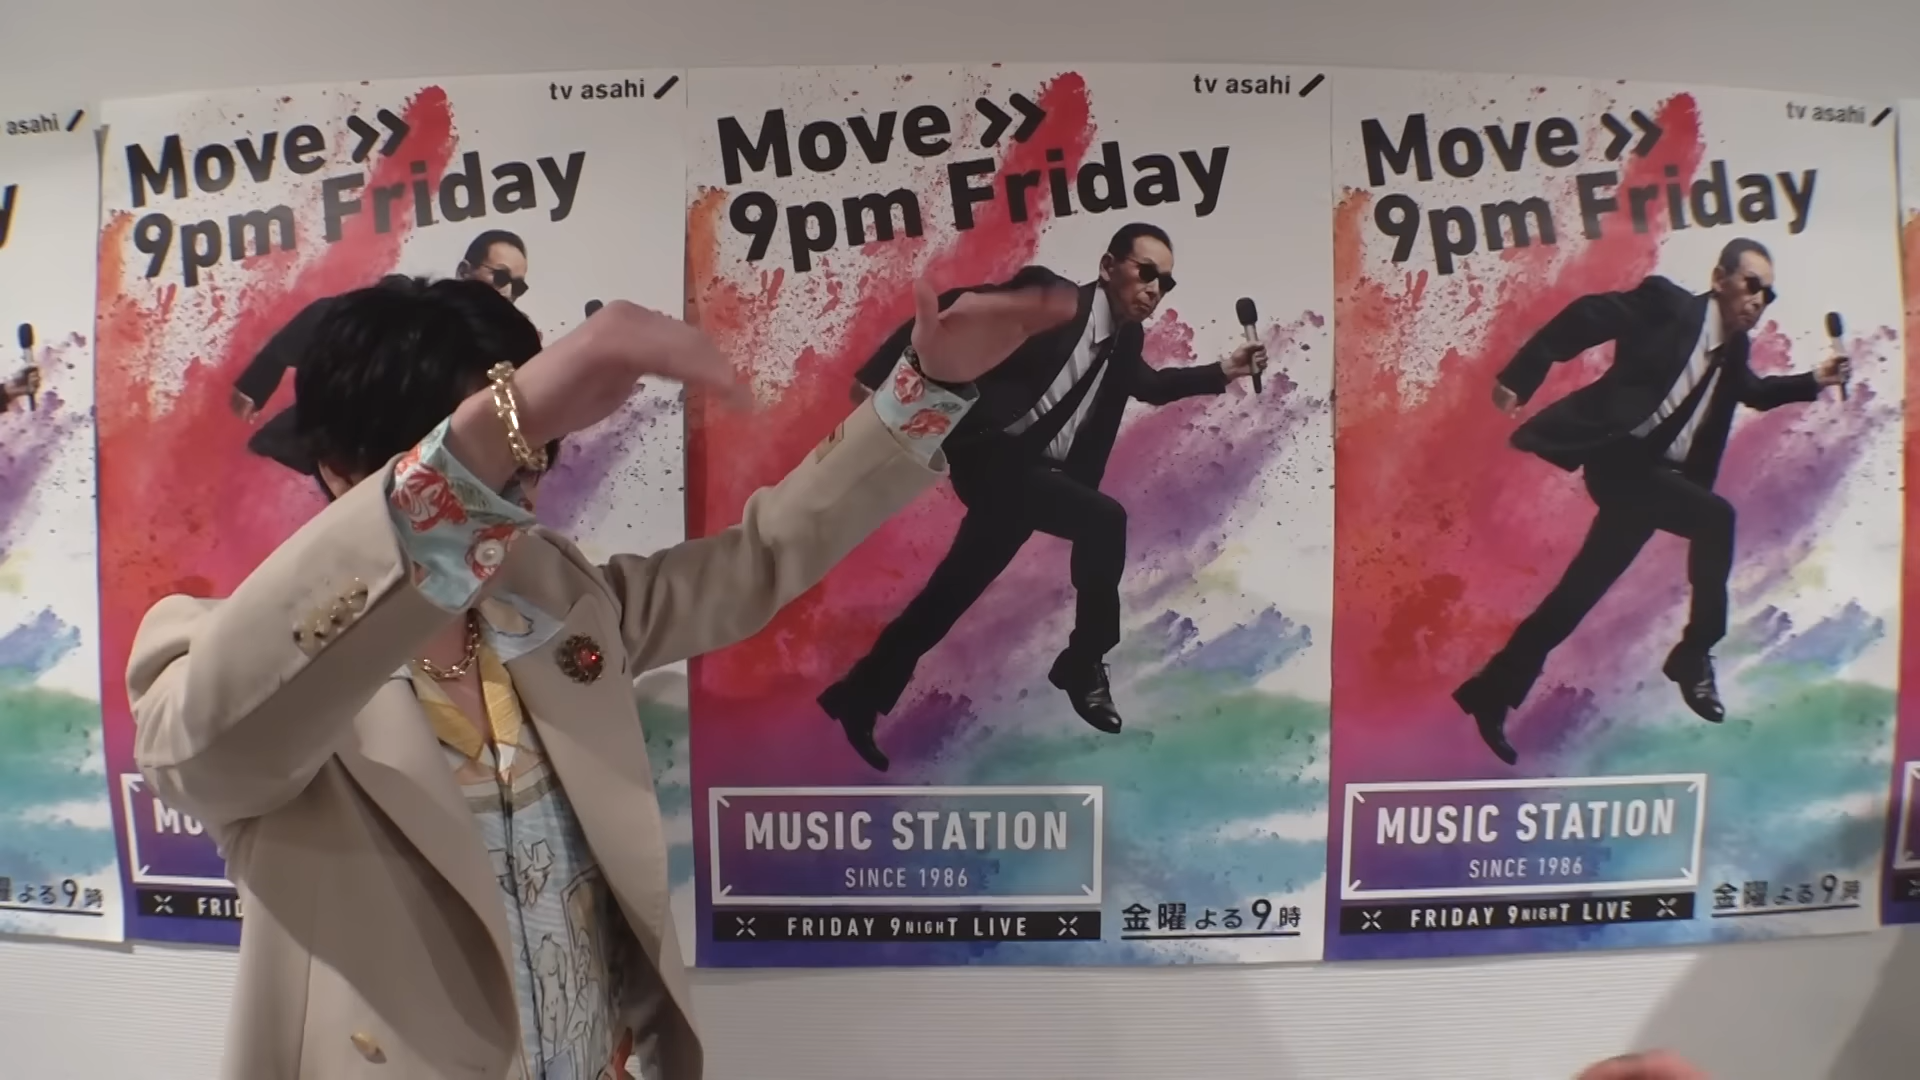 asahi
y
よる9時
tv asahi
Move >>
9pm Friday
MU
FRID
tv asahi
Move >>
9pm Friday
MUSIC STATION
SINCE 1986
FRIDAY 9NIGHT LIVE
金曜よる9時
tv asahi
Move >>
9pm Friday
MUSIC STATION
SINCE 1986
FRIDAY 9NIGHT LIVE
金曜よる9時